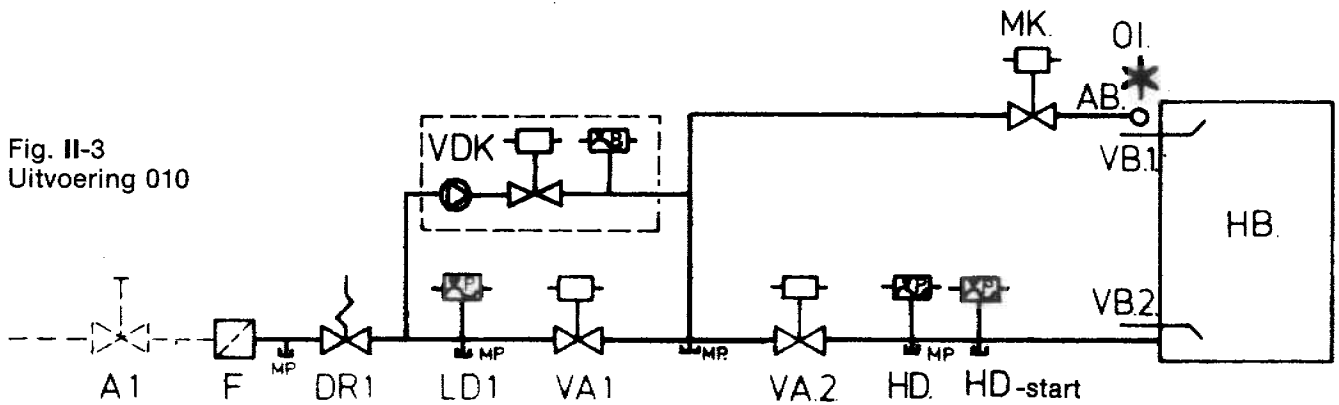 MK.
OI.
AB.
VB.1
Fig. II-3
Uitvoering 010
VDK
B
HB.
P
P
P
VB.2.
MP
MP
MP.
MP
A1
F
DR1
LD1
VA1
VA.2
HD.
HD-start